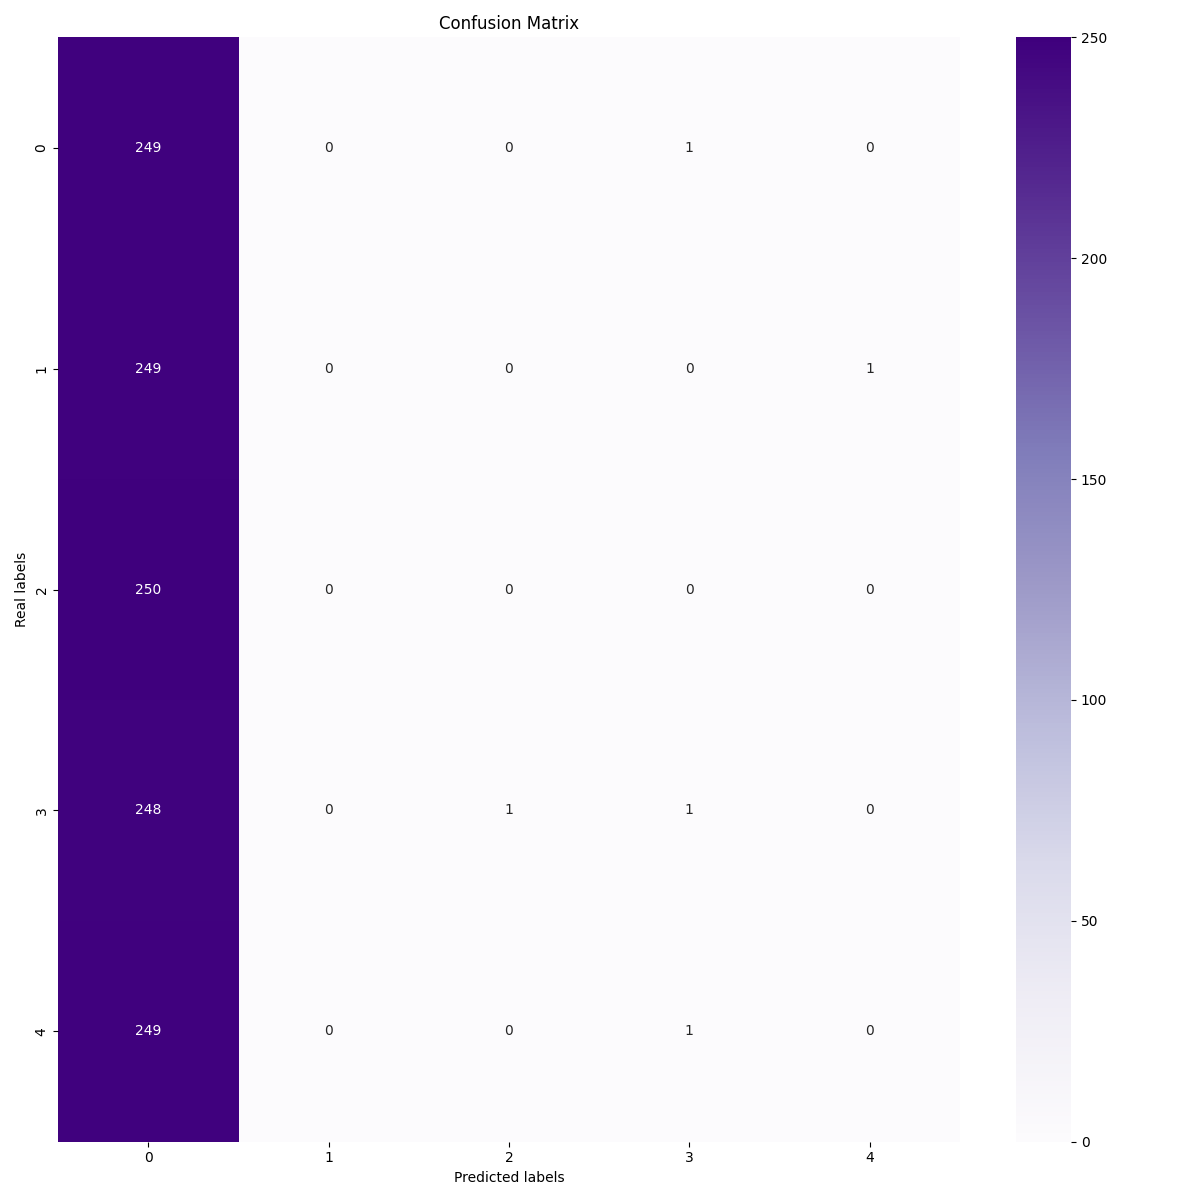 Confusion Matrix
0 249 0 0 1 0
1 249 0 0 0 1
2 250 0 0 0 0
3 248 0 1 1 0
4 249 0 0 1 0
0 1 2 3 4
Real labels
Predicted labels
250
200
150
100
50
0